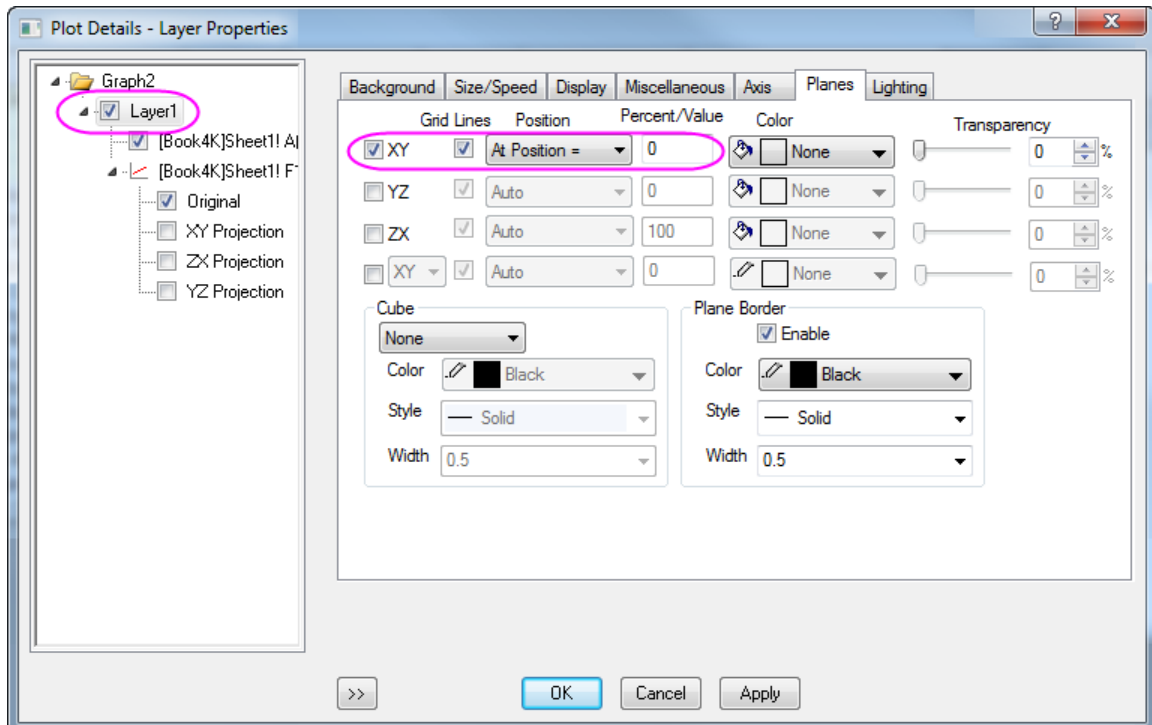 Plot Details - Layer Properties
Graph2
Layer1
[Book4K]Sheet1! A
[Book4K]Sheet1! F
Original
XY Projection
ZX Projection
YZ Projection
Background Size/Speed Display Miscellaneous Axis Planes Lighting
Grid Lines Position Percent/Value Color Transparency
XY At Position = 0 None 0 %
YZ Auto 0 None 0 %
ZX Auto 100 None 0 %
XY Auto 0 None 0 %
Cube
None
Color Black
Style Solid
Width 0.5
Plane Border
Enable
Color Black
Style Solid
Width 0.5
>> OK Cancel Apply